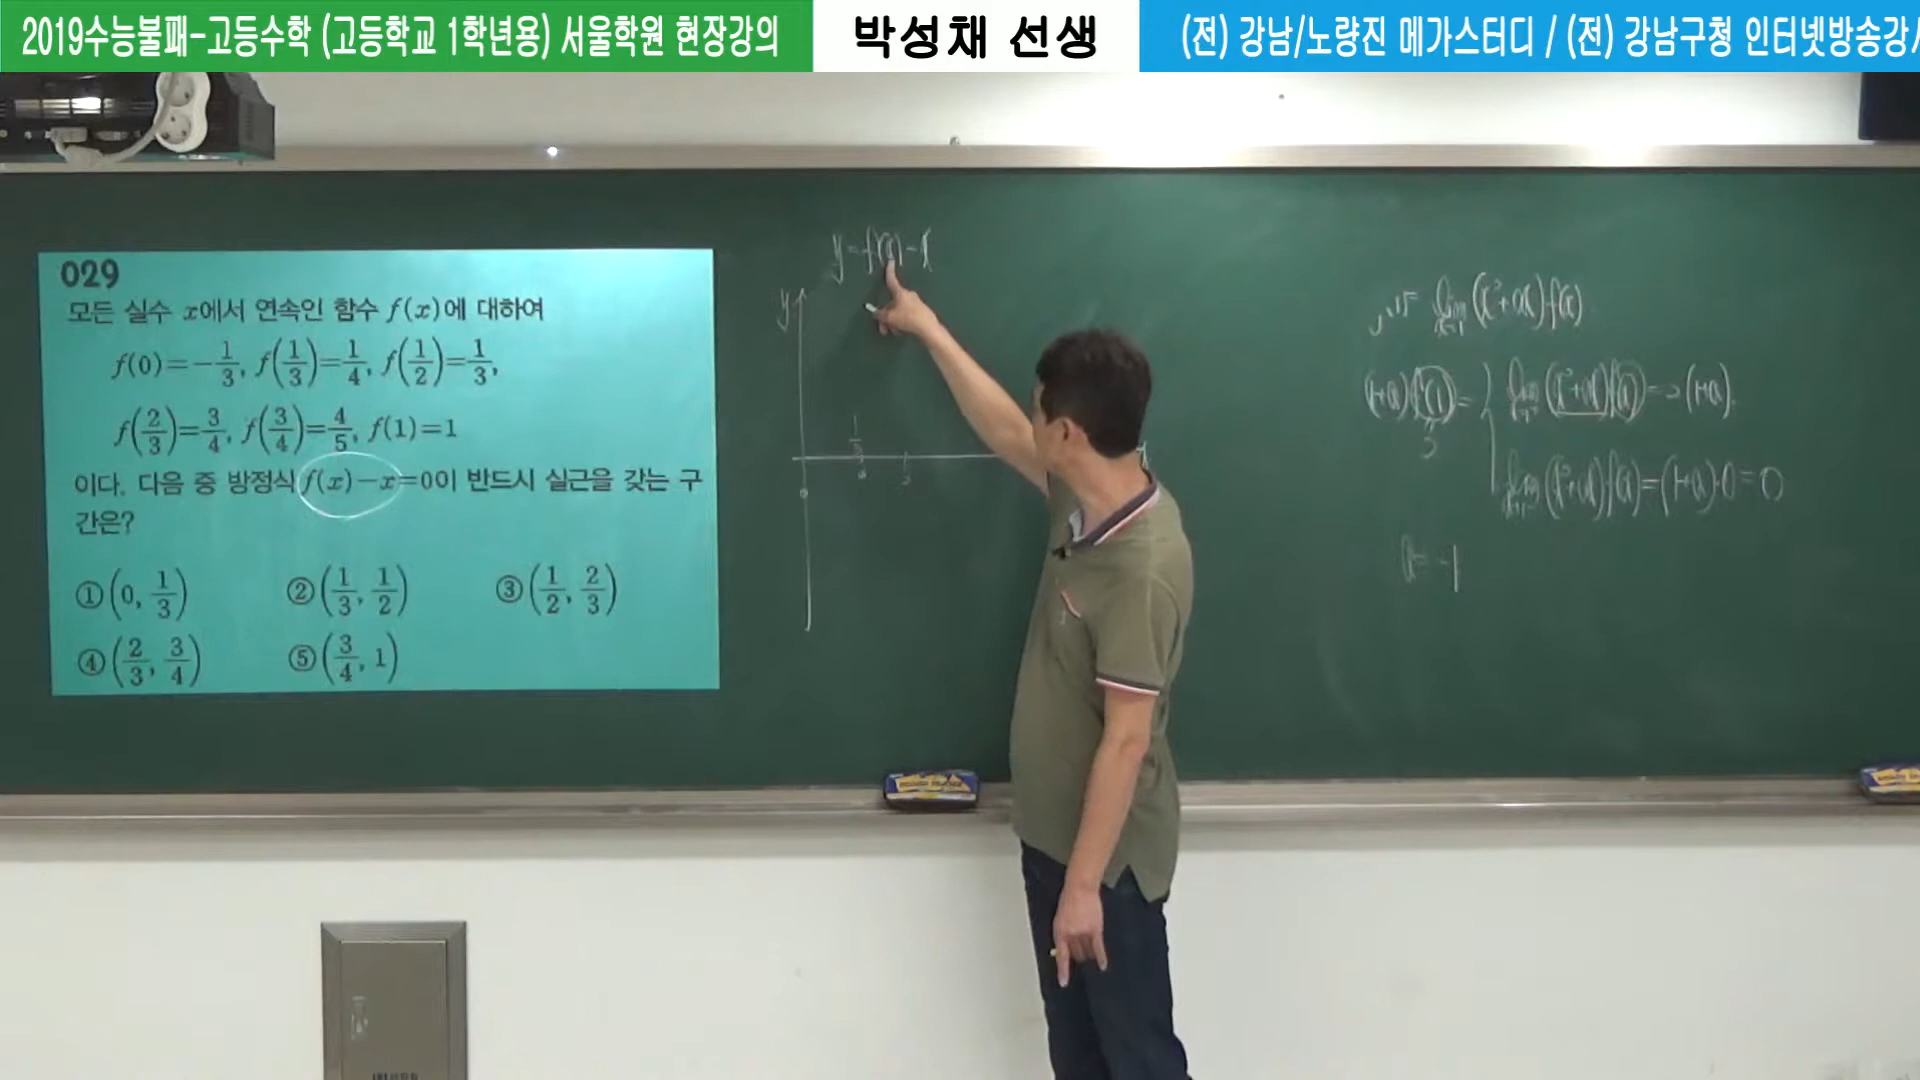 2019수능불패-고등수학 (고등학교 1학년용) 서울학원 현장강의
박성채 선생
(전) 강남/노량진 메가스터디 / (전) 강남구청 인터넷방송강사
029
모든 실수 x에서 연속인 함수 f(x)에 대하여
f(0)=-1/3, f(1/3)=1/4, f(1/2)=1/3,
f(2/3)=3/4, f(3/4)=4/5, f(1)=1
이다. 다음 중 방정식 f(x)-x=0이 반드시 실근을 갖는 구
간은?
①(0, 1/3) ②(1/3, 1/2) ③(1/2, 2/3)
④(2/3, 3/4) ⑤(3/4, 1)
y=f(x)-x
y
x
0
a=-1